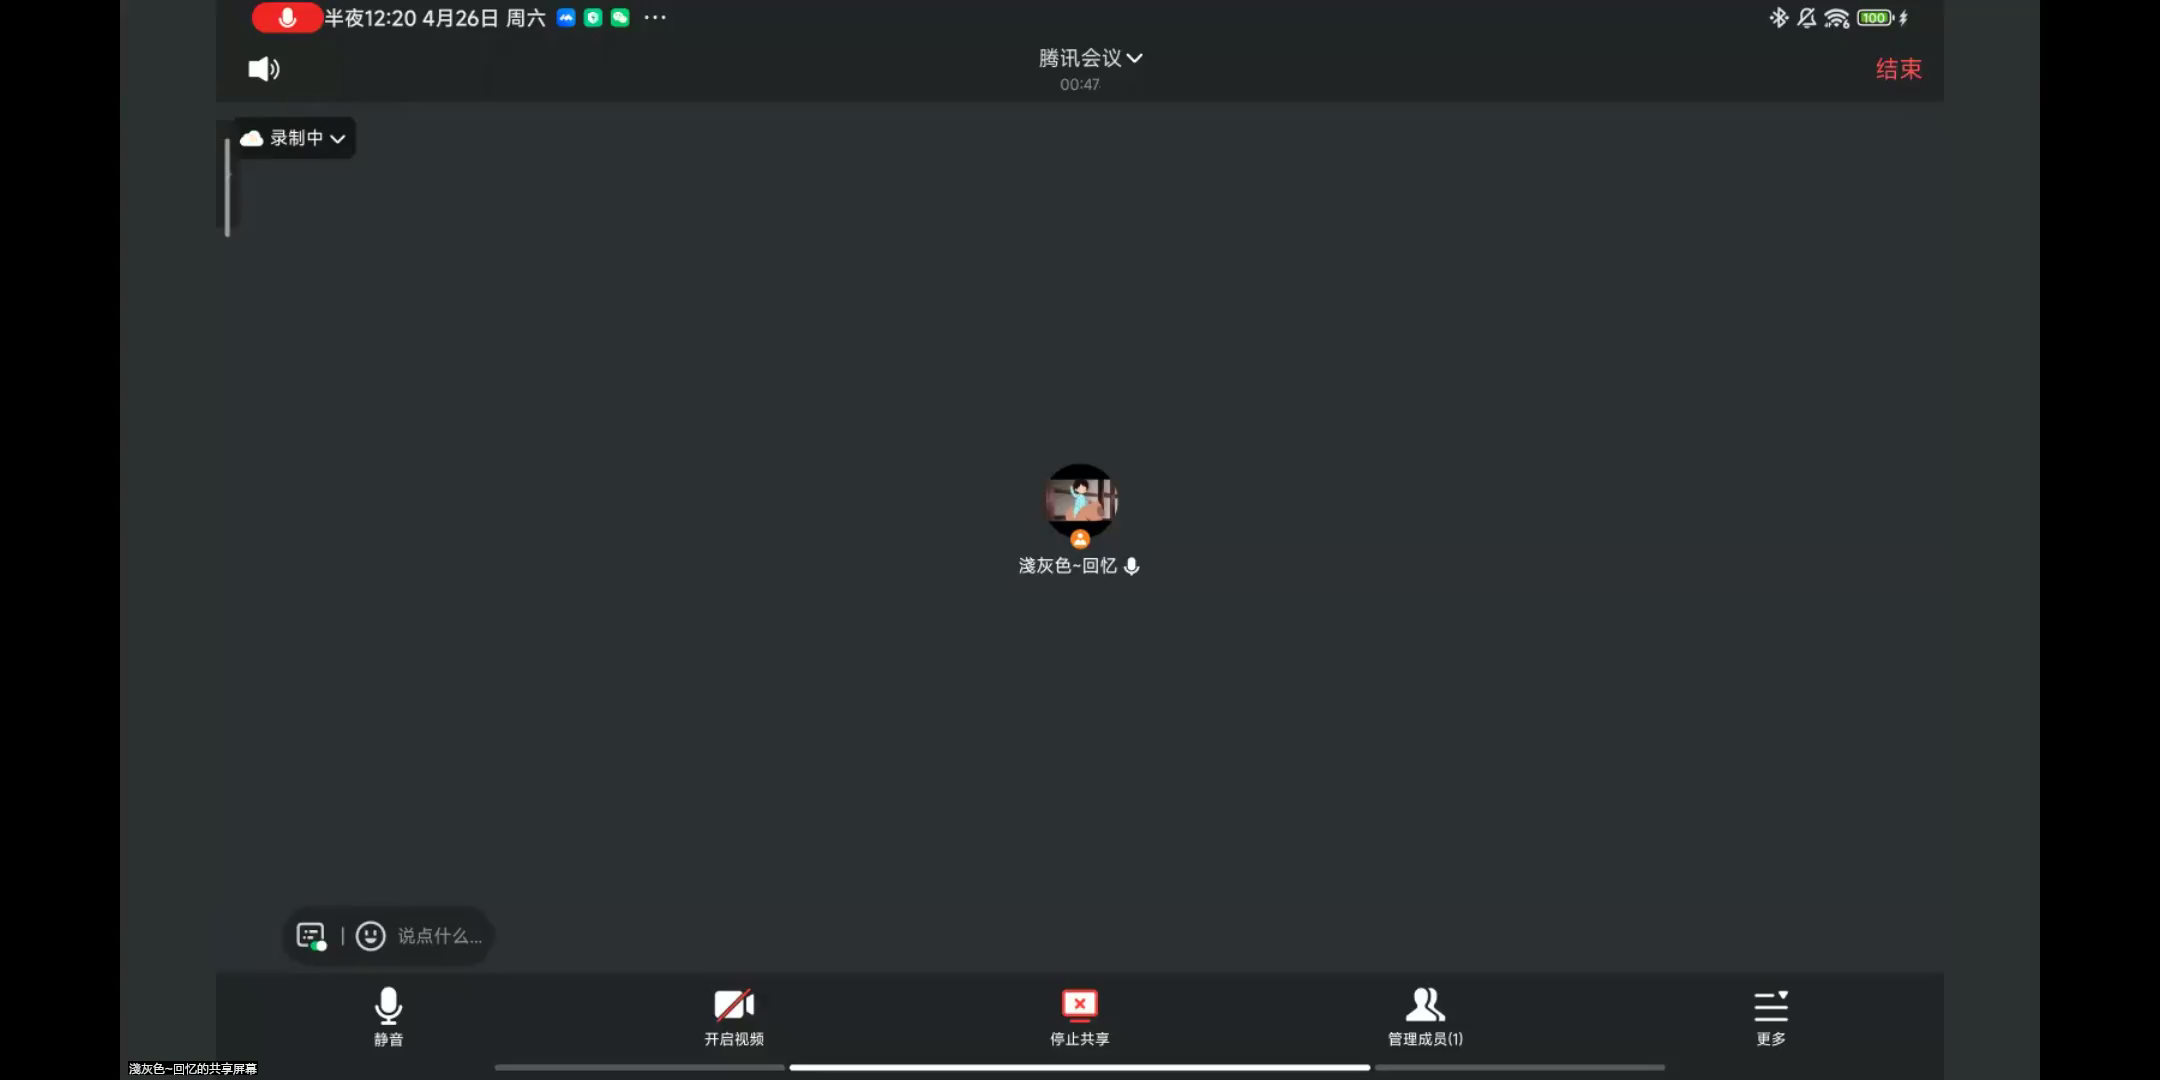 半夜12:20 4月26日 周六 ...
100
腾讯会议
00:47
结束
录制中
淺灰色~回忆
说点什么...
静音
开启视频
停止共享
管理成员(1)
更多
淺灰色~回忆的共享屏幕